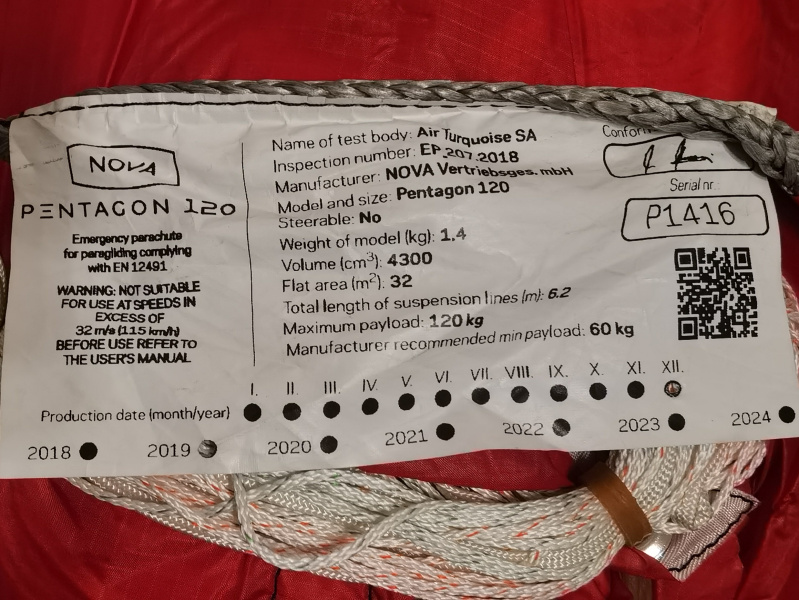 NOVA
PENTAGON 120
Emergency parachute
for paragliding complying
with EN 12491
WARNING: NOT SUITABLE
FOR USE AT SPEEDS IN
EXCESS OF
32 m/s (115 km/h)
BEFORE USE REFER TO
THE USER'S MANUAL
Name of test body: Air Turquoise SA
Inspection number: EP_207.2018
Manufacturer: NOVA Vertriebsges. mbH
Model and size: Pentagon 120
Steerable: No
Weight of model (kg): 1,4
Volume (cm³): 4300
Flat area (m²): 32
Total length of suspension lines (m): 6.2
Maximum payload: 120 kg
Manufacturer recommended min payload: 60 kg
Serial nr.
P1416
I. II. III. IV. V. VI. VII. VIII. IX. X. XI. XII.
Production date (month/year)
2018 2019 2020 2021 2022 2023 2024